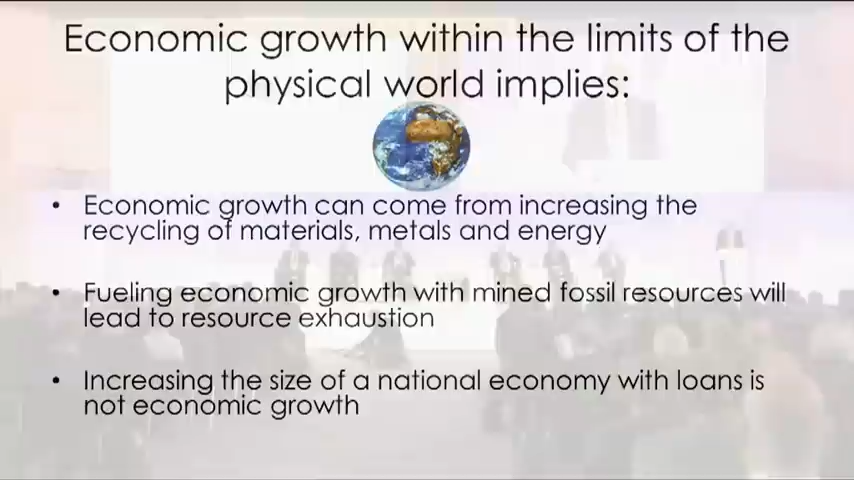 Economic growth within the limits of the
physical world implies:
• Economic growth can come from increasing the
recycling of materials, metals and energy
• Fueling economic growth with mined fossil resources will
lead to resource exhaustion
• Increasing the size of a national economy with loans is
not economic growth